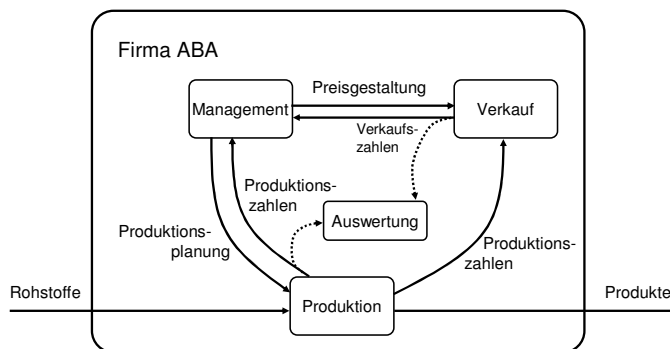 Firma ABA
Preisgestaltung
Management
Verkauf
Verkaufs-
zahlen
Produktions-
zahlen
Auswertung
Produktions-
planung
Produktions-
zahlen
Rohstoffe
Produktion
Produkte